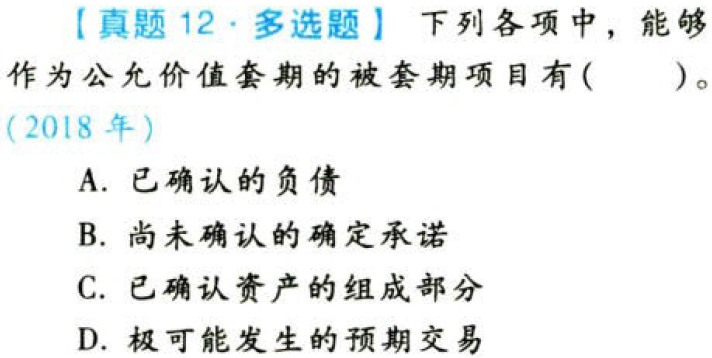 【真题 12·多选题】 下列各项中，能够
作为公允价值套期的被套期项目有(　　)。
(2018 年)
A. 已确认的负债
B. 尚未确认的确定承诺
C. 已确认资产的组成部分
D. 极可能发生的预期交易